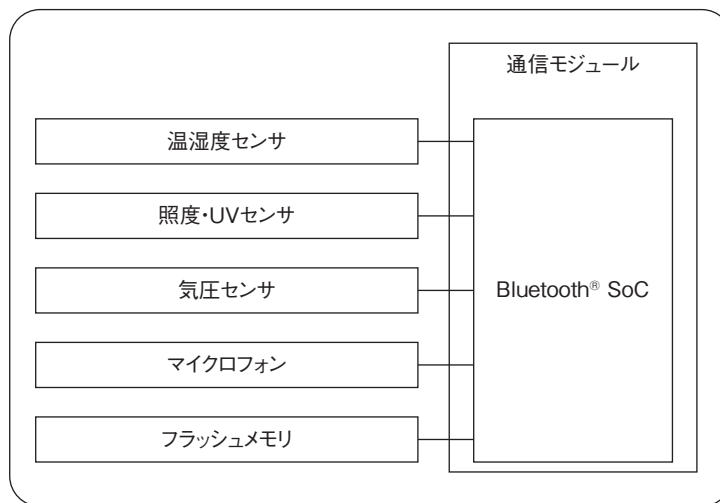 通信モジュール
温湿度センサ
照度・UVセンサ
気圧センサ
Bluetooth® SoC
マイクロフォン
フラッシュメモリ